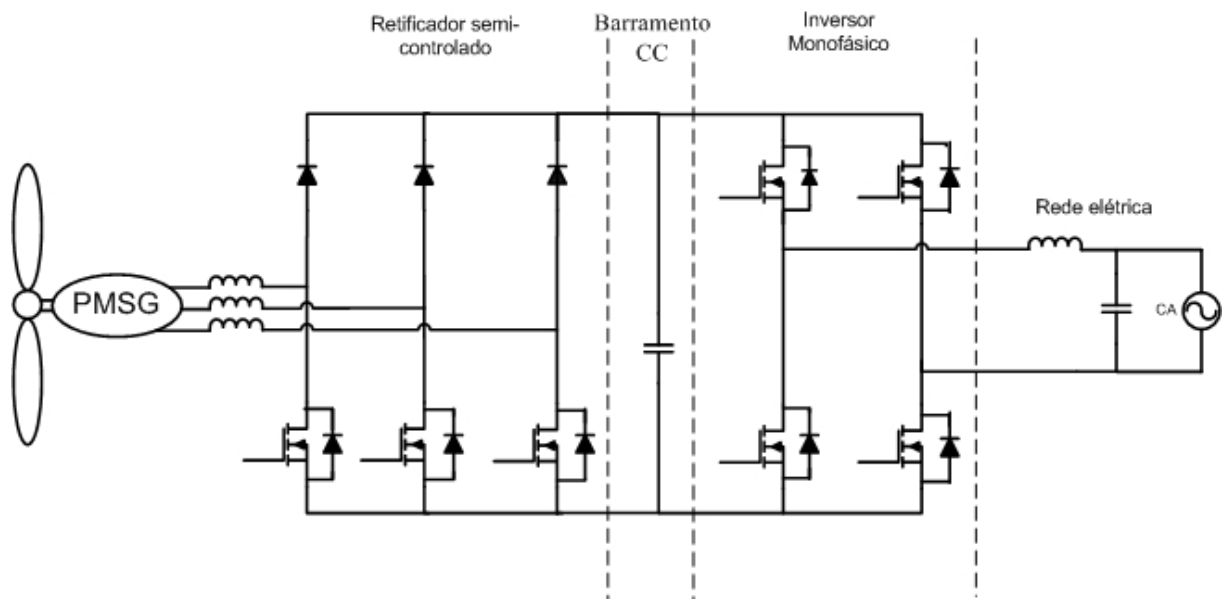 Retificador semi-
controlado
Barramento
CC
Inversor
Monofásico
Rede elétrica
PMSG
CA